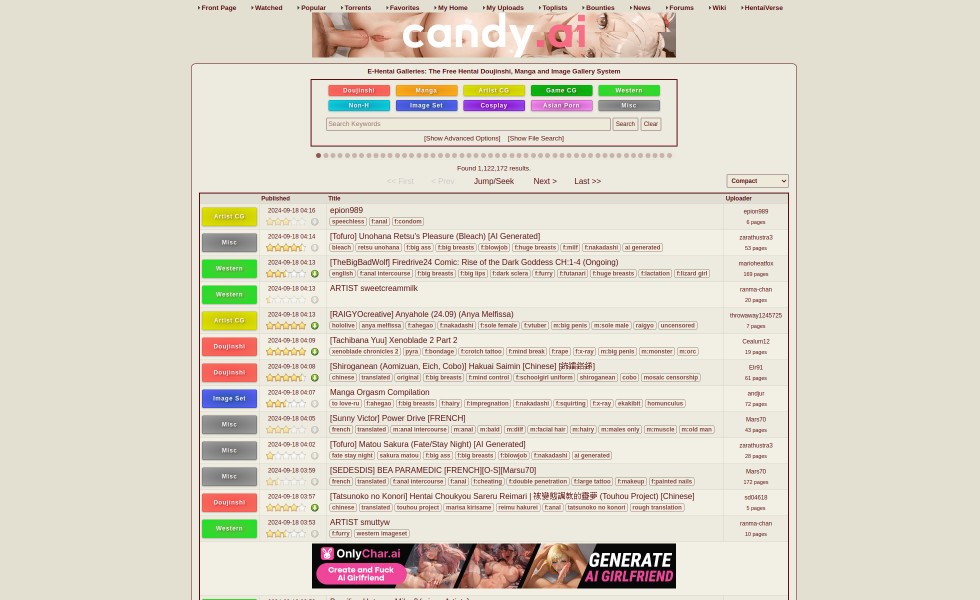 Front Page Watched Popular Torrents Favorites My Home My Uploads Toplists Bounties News Forums Wiki HentaiVerse
candy.ai
E-Hentai Galleries: The Free Hentai Doujinshi, Manga and Image Gallery System
Doujinshi Manga Artist CG Game CG Western
Non-H Image Set Cosplay Asian Porn Misc
Search Keywords Search Clear
[Show Advanced Options] [Show File Search]
Found 1,122,172 results.
<< First < Prev Jump/Seek Next > Last >> Compact
Published Title Uploader
Artist CG 2024-09-18 04:16 epion989 epion989
speechless f:anal f:condom 6 pages
Misc 2024-09-18 04:14 [Tofuro] Unohana Retsu's Pleasure (Bleach) [AI Generated] zarathustra3
bleach retsu unohana f:big ass f:big breasts f:blowjob f:huge breasts f:milf f:nakadashi ai generated 53 pages
Western 2024-09-18 04:13 [TheBigBadWolf] Firedrive24 Comic: Rise of the Dark Goddess CH:1-4 (Ongoing) marioheatfox
english f:anal intercourse f:big breasts f:big lips f:dark sclera f:furry f:futanari f:huge breasts f:lactation f:lizard girl 169 pages
Western 2024-09-18 04:13 ARTIST sweetcreammilk ranma-chan
20 pages
Artist CG 2024-09-18 04:13 [RAIGYOcreative] Anyahole (24.09) (Anya Melfissa) throwaway1245725
hololive anya melfissa f:ahegao f:nakadashi f:sole female f:vtuber m:big penis m:sole male raigyo uncensored 7 pages
Doujinshi 2024-09-18 04:09 [Tachibana Yuu] Xenoblade 2 Part 2 Cealum12
xenoblade chronicles 2 pyra f:bondage f:crotch tattoo f:mind break f:rape f:x-ray m:big penis m:monster m:orc 19 pages
Doujinshi 2024-09-18 04:08 [Shiroganean (Aomizuan, Eich, Cobo)] Hakuai Saimin [Chinese] Elr91
chinese translated original f:big breasts f:mind control f:schoolgirl uniform shiroganean cobo mosaic censorship 61 pages
Image Set 2024-09-18 04:07 Manga Orgasm Compilation andjur
to love-ru f:ahegao f:big breasts f:hairy f:impregnation f:nakadashi f:squirting f:x-ray ekakibit homunculus 72 pages
Misc 2024-09-18 04:05 [Sunny Victor] Power Drive [FRENCH] Mars70
french translated m:anal intercourse m:anal m:bald m:dilf m:facial hair m:hairy m:males only m:muscle m:old man 43 pages
Misc 2024-09-18 04:02 [Tofuro] Matou Sakura (Fate/Stay Night) [AI Generated] zarathustra3
fate stay night sakura matou f:big ass f:big breasts f:blowjob f:nakadashi ai generated 28 pages
Misc 2024-09-18 03:59 [SEDESDIS] BEA PARAMEDIC [FRENCH][O-S][Marsu70] Mars70
french translated f:anal intercourse f:anal f:cheating f:double penetration f:large tattoo f:makeup f:painted nails 172 pages
Doujinshi 2024-09-18 03:57 [Tatsunoko no Konori] Hentai Choukyou Sareru Reimari | 被變態調教的靈夢 (Touhou Project) [Chinese] sd04618
chinese translated touhou project marisa kirisame reimu hakurei f:anal tatsunoko no konori rough translation 5 pages
Western 2024-09-18 03:53 ARTIST smuttyw ranma-chan
f:furry western imageset 10 pages
OnlyChar.ai
Create and Fuck
Ai Girlfriend
GENERATE
AI GIRLFRIEND